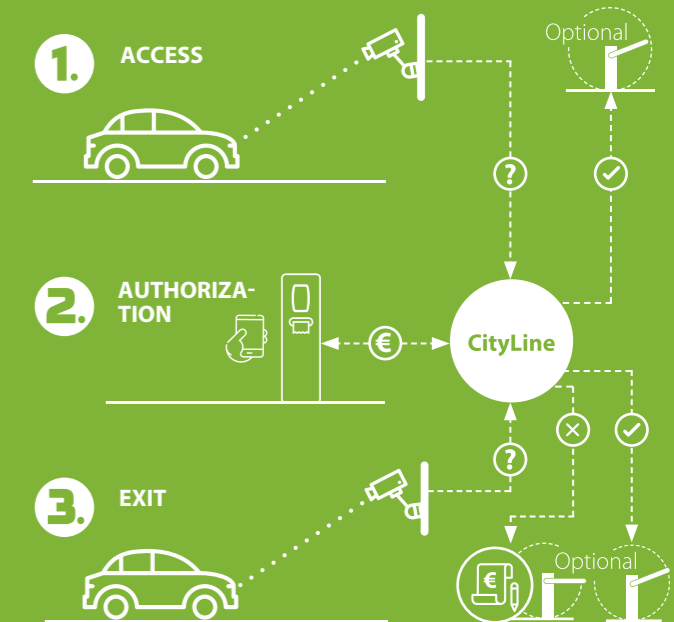 Optional
1. ACCESS
?
2. AUTHORIZA-
TION
€
CityLine
?
3. EXIT
Optional
€